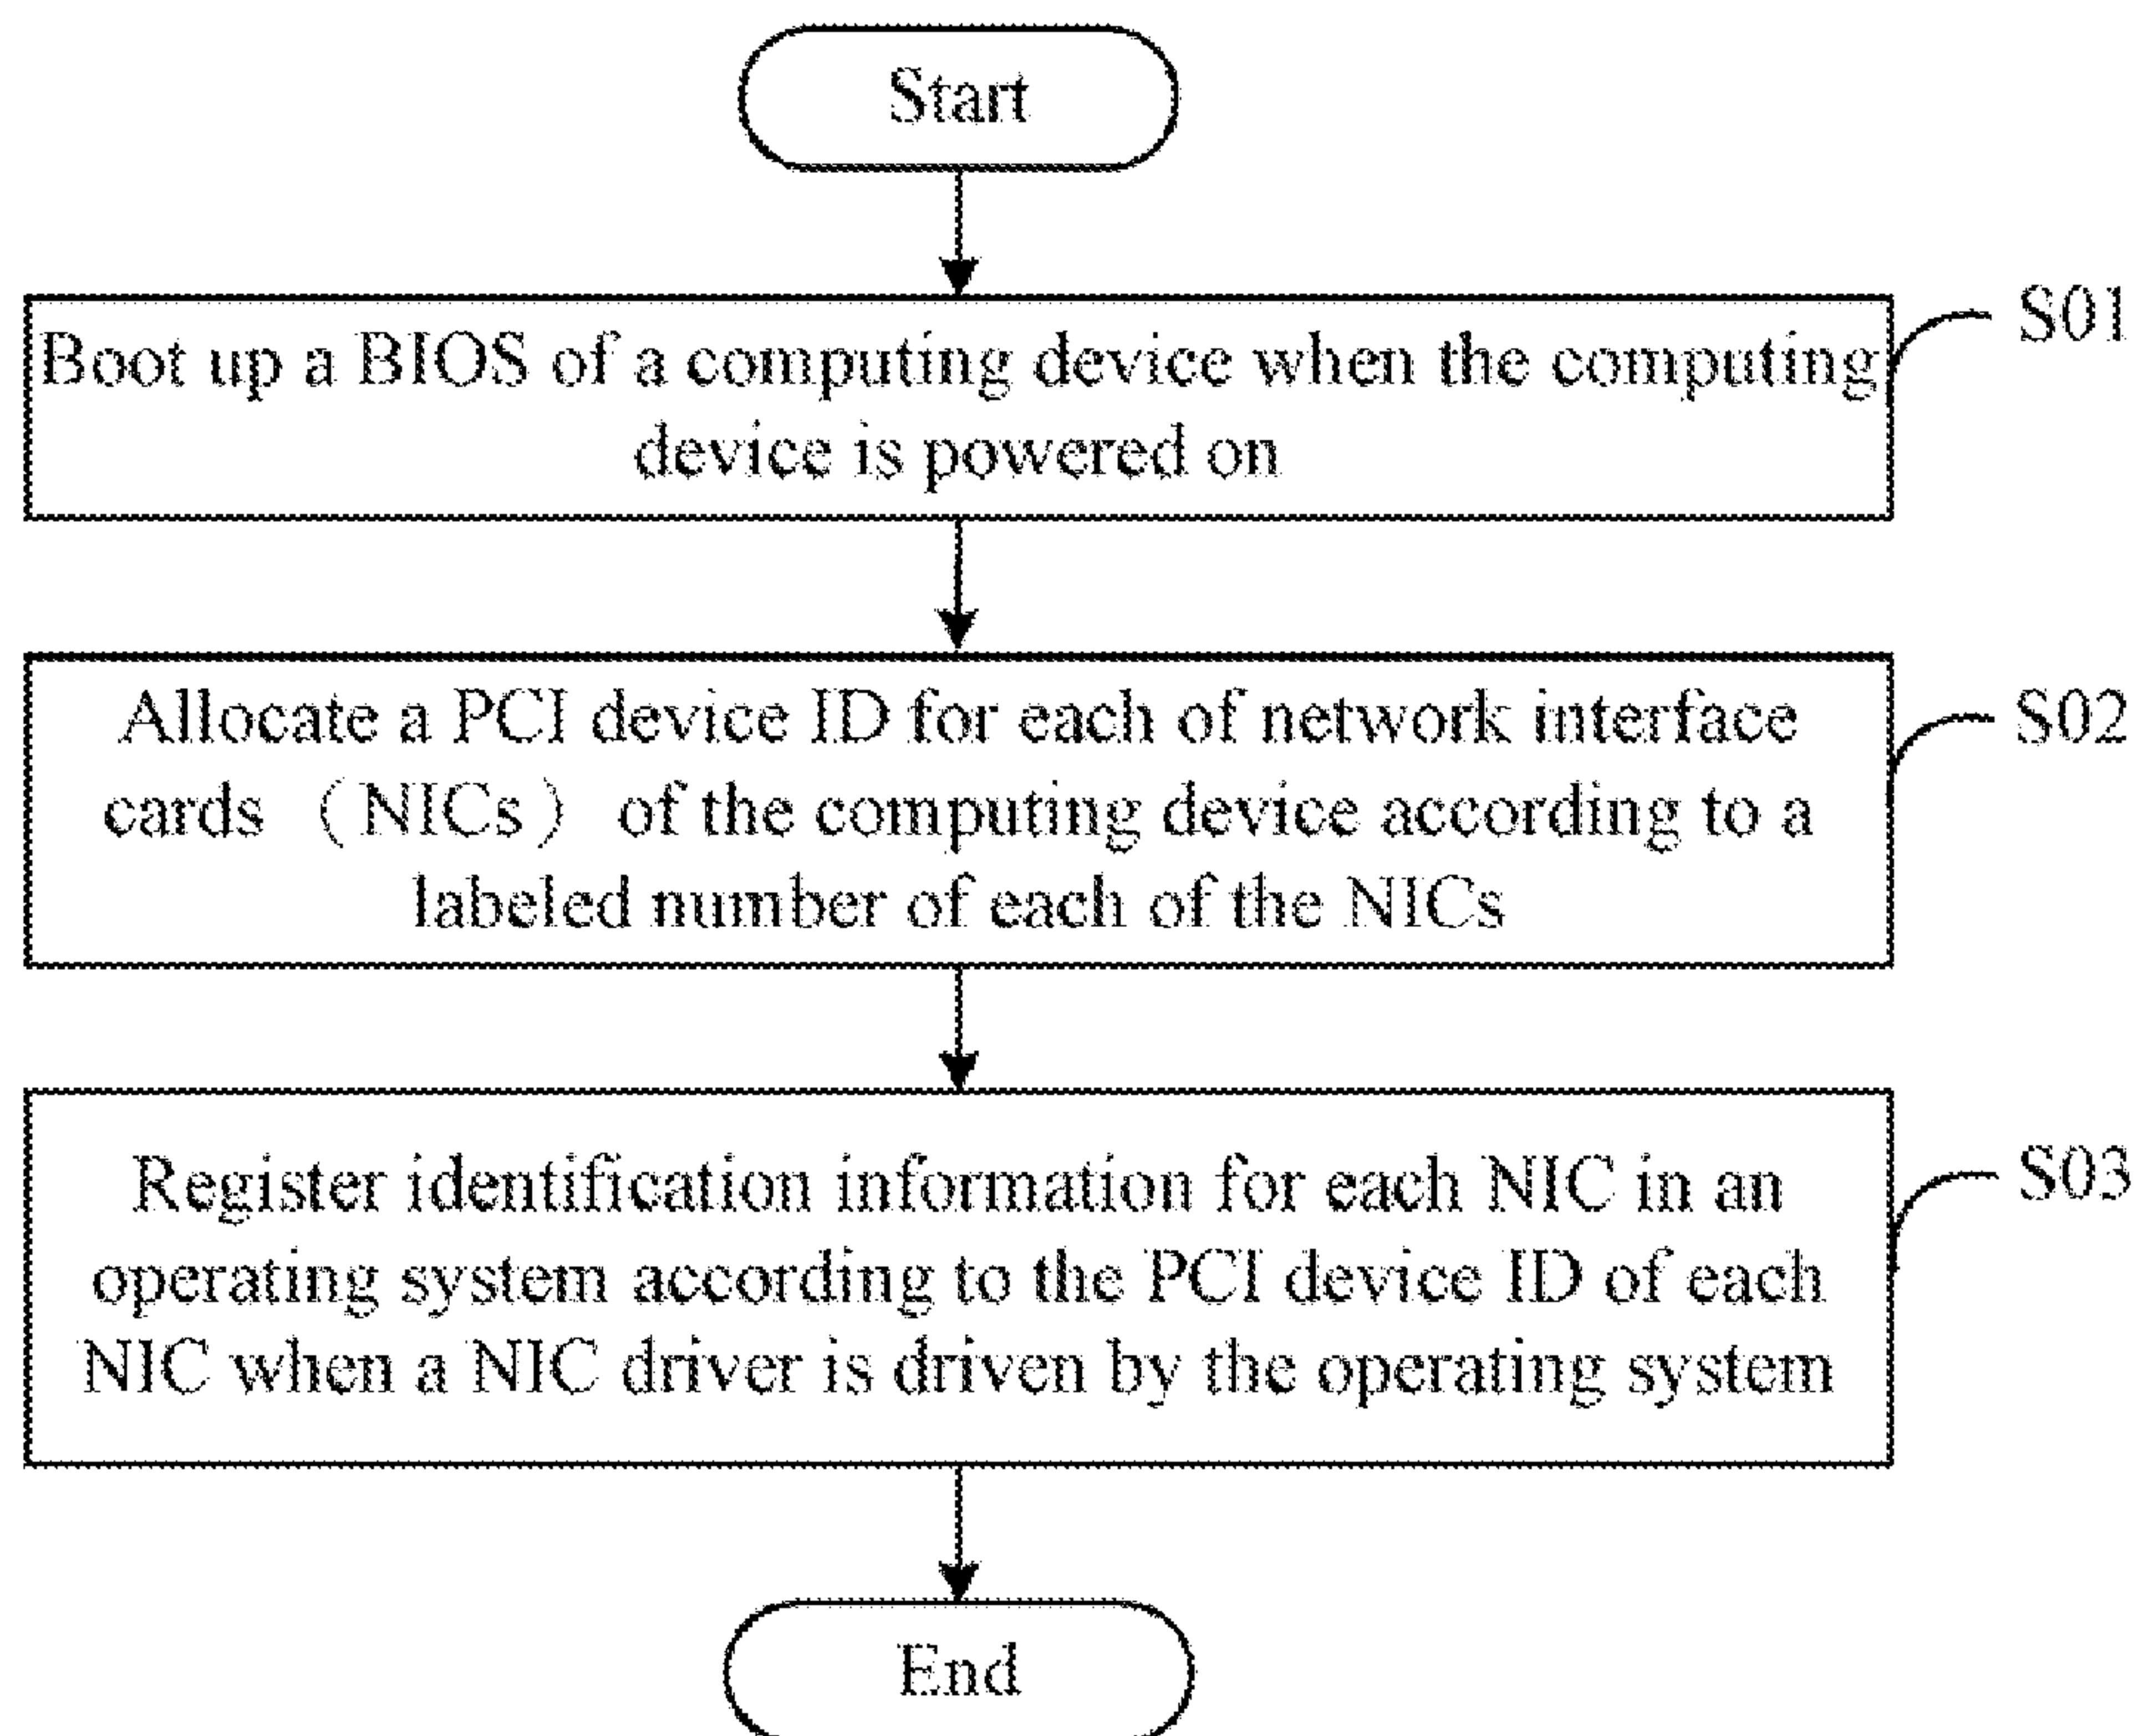 Start
Boot up a BIOS of a computing device when the computing
device is powered on
S01
Allocate a PCI device ID for each of network interface
cards （NICs） of the computing device according to a
labeled number of each of the NICs
S02
Register identification information for each NIC in an
operating system according to the PCI device ID of each
NIC when a NIC driver is driven by the operating system
S03
End